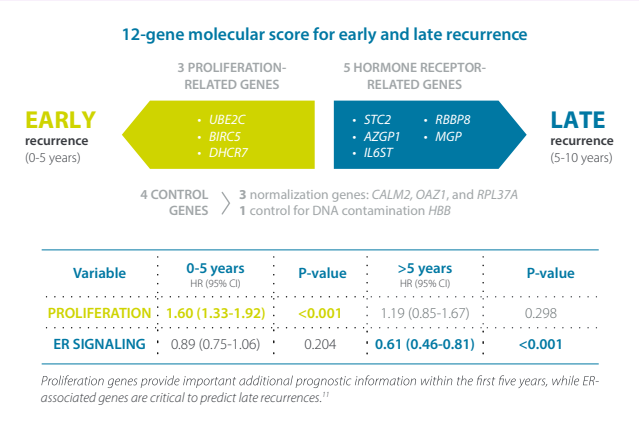 12-gene molecular score for early and late recurrence
3 PROLIFERATION-
RELATED GENES
5 HORMONE RECEPTOR-
RELATED GENES
EARLY
recurrence
(0-5 years)
• UBE2C
• BIRC5
• DHCR7
• STC2
• AZGP1
• IL6ST
• RBBP8
• MGP
LATE
recurrence
(5-10 years)
4 CONTROL
GENES
3 normalization genes: CALM2, OAZ1, and RPL37A
1 control for DNA contamination HBB
Variable 0-5 years P-value >5 years P-value
HR (95% CI) HR (95% CI)
PROLIFERATION 1.60 (1.33-1.92) <0.001 1.19 (0.85-1.67) 0.298
ER SIGNALING 0.89 (0.75-1.06) 0.204 0.61 (0.46-0.81) <0.001
Proliferation genes provide important additional prognostic information within the first five years, while ER-
associated genes are critical to predict late recurrences.11